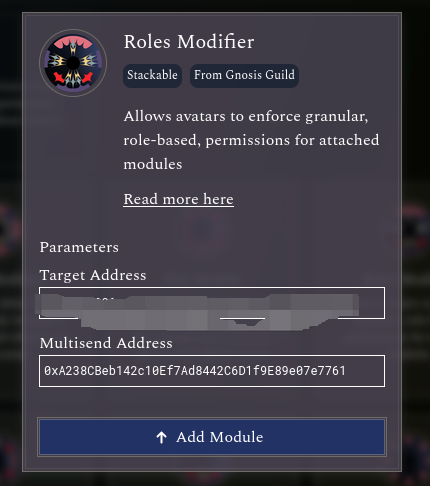 Roles Modifier
Stackable From Gnosis Guild
Allows avatars to enforce granular,
role-based, permissions for attached
modules
Read more here
Parameters
Target Address
Multisend Address
0xA238CBeb142c10Ef7Ad8442C6D1f9E89e07e7761
Add Module